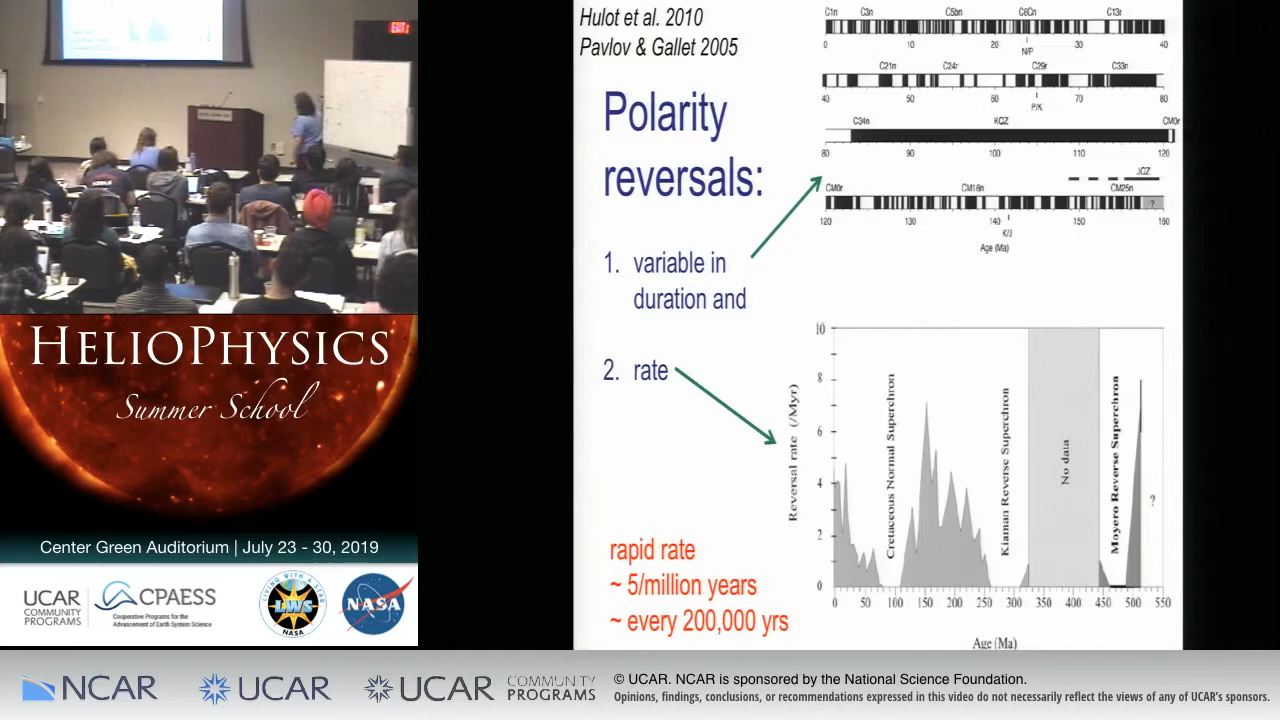 EXIT
Hulot et al. 2010
Pavlov & Gallet 2005
Polarity
reversals:
1. variable in
duration and
2. rate
rapid rate
~ 5/million years
~ every 200,000 yrs
C1n C3n C5bn C6Cn C13r
0 10 20 30 40
N/P
C21n C24r C29r C33n
40 50 60 70 80
P/K
C34n KQZ CM0r
80 90 100 110 120
JQZ
CM0r CM16n CM25n
?
120 130 140 150 160
K/J
Age (Ma)
Reversal rate (/Myr)
10
8
6
4
2
0
Cretaceous Normal Superchron
Kiaman Reverse Superchron
No data
Moyero Reverse Superchron
?
0 50 100 150 200 250 300 350 400 450 500 550
Age (Ma)
HELIOPHYSICS
Summer School
Center Green Auditorium | July 23 - 30, 2019
UCAR
COMMUNITY
PROGRAMS
CPAESS
Cooperative Programs for the
Advancement of Earth System Science
LIVING WITH A STAR
LWS
NASA
NASA
NCAR
UCAR
UCAR
COMMUNITY
PROGRAMS
© UCAR. NCAR is sponsored by the National Science Foundation.
Opinions, findings, conclusions, or recommendations expressed in this video do not necessarily reflect the views of any of UCAR's sponsors.